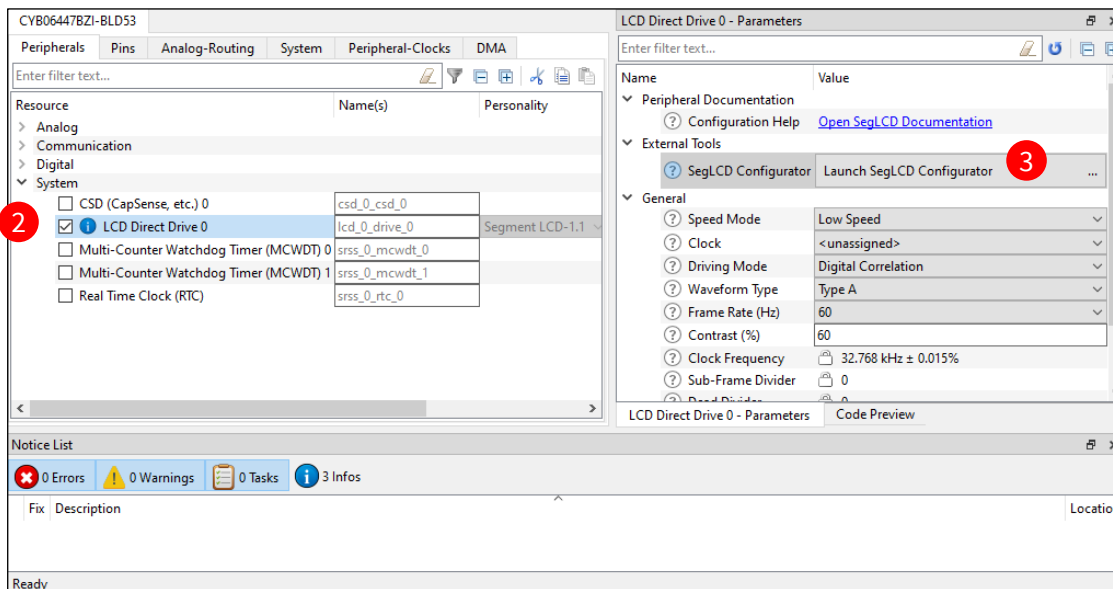 CYB06447BZI-BLD53
Peripherals Pins Analog-Routing System Peripheral-Clocks DMA
Enter filter text...
Resource Name(s) Personality
Analog
Communication
Digital
System
CSD (CapSense, etc.) 0 csd_0_csd_0
2
LCD Direct Drive 0 lcd_0_drive_0 Segment LCD-1.1
Multi-Counter Watchdog Timer (MCWDT) 0 srss_0_mcwdt_0
Multi-Counter Watchdog Timer (MCWDT) 1 srss_0_mcwdt_1
Real Time Clock (RTC) srss_0_rtc_0
LCD Direct Drive 0 - Parameters
Enter filter text...
Name Value
Peripheral Documentation
Configuration Help Open SegLCD Documentation
External Tools
SegLCD Configurator Launch SegLCD Configurator ...
3
General
Speed Mode Low Speed
Clock <unassigned>
Driving Mode Digital Correlation
Waveform Type Type A
Frame Rate (Hz) 60
Contrast (%) 60
Clock Frequency 32.768 kHz ± 0.015%
Sub-Frame Divider 0
Dead Divider 0
LCD Direct Drive 0 - Parameters Code Preview
Notice List
0 Errors 0 Warnings 0 Tasks 3 Infos
Fix Description Locatio
Ready